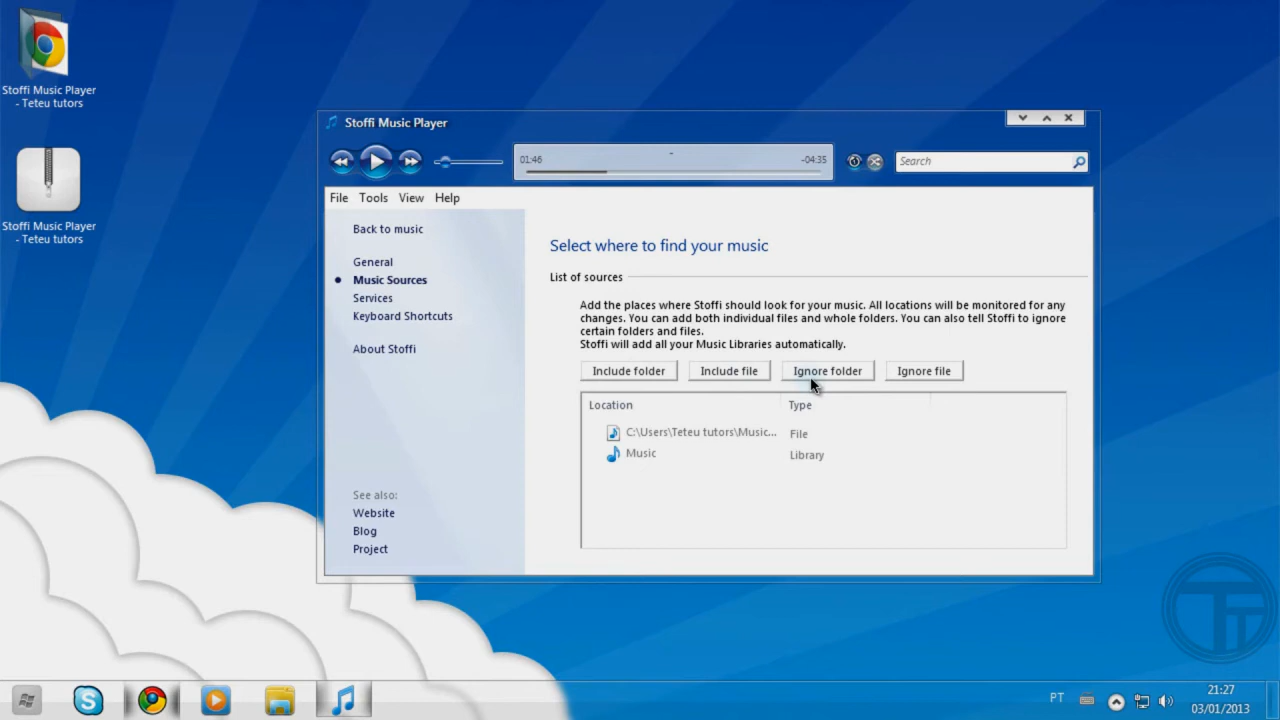 Stoffi Music Player
- Teteu tutors
Stoffi Music Player
- Teteu tutors
Stoffi Music Player
01:46
-
-04:35
Search
File Tools View Help
Back to music
General
Music Sources
Services
Keyboard Shortcuts
About Stoffi
See also:
Website
Blog
Project
Select where to find your music
List of sources
Add the places where Stoffi should look for your music. All locations will be monitored for any
changes. You can add both individual files and whole folders. You can also tell Stoffi to ignore
certain folders and files.
Stoffi will add all your Music Libraries automatically.
Include folder Include file Ignore folder Ignore file
Location Type
C:\Users\Teteu tutors\Music... File
Music Library
PT
21:27
03/01/2013